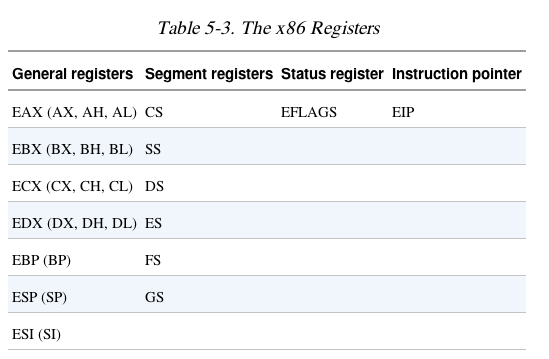 Table 5-3. The x86 Registers
General registers Segment registers Status register Instruction pointer
EAX (AX, AH, AL) CS EFLAGS EIP
EBX (BX, BH, BL) SS
ECX (CX, CH, CL) DS
EDX (DX, DH, DL) ES
EBP (BP) FS
ESP (SP) GS
ESI (SI)